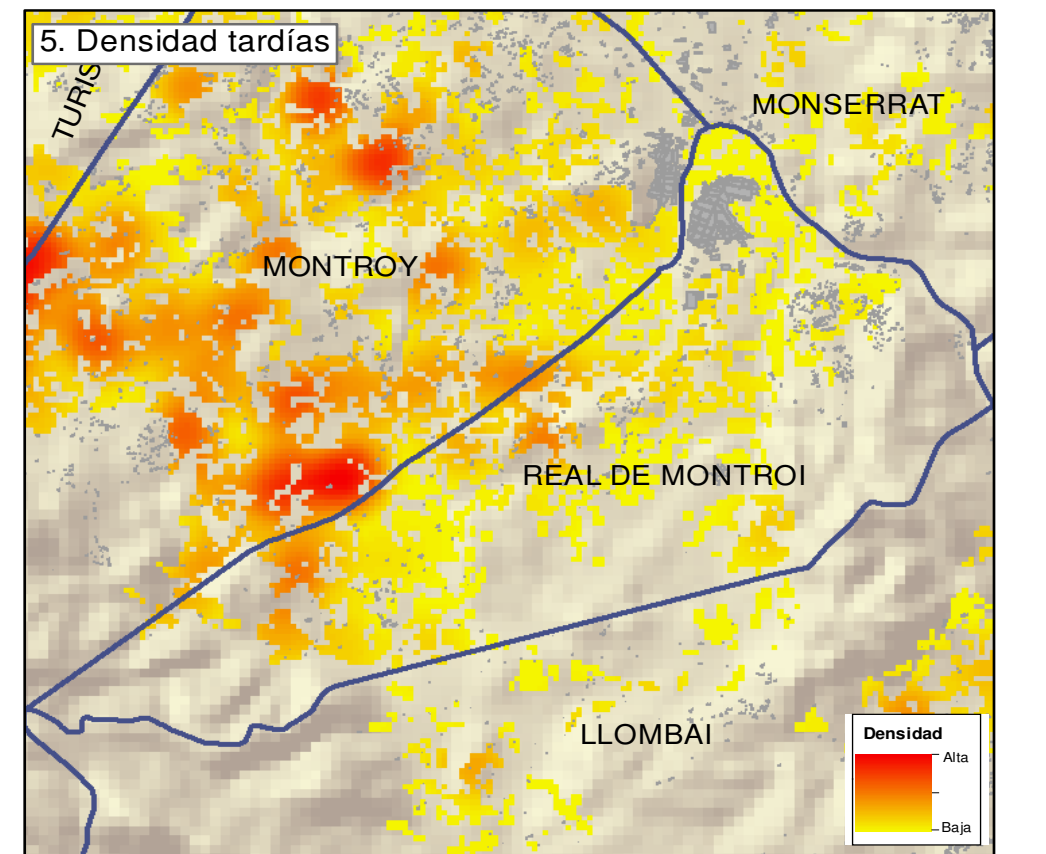 5. Densidad tardías
TURIS
MONSERRAT
MONTROY
REAL DE MONTROI
LLOMBAI
Densidad
Alta
Baja